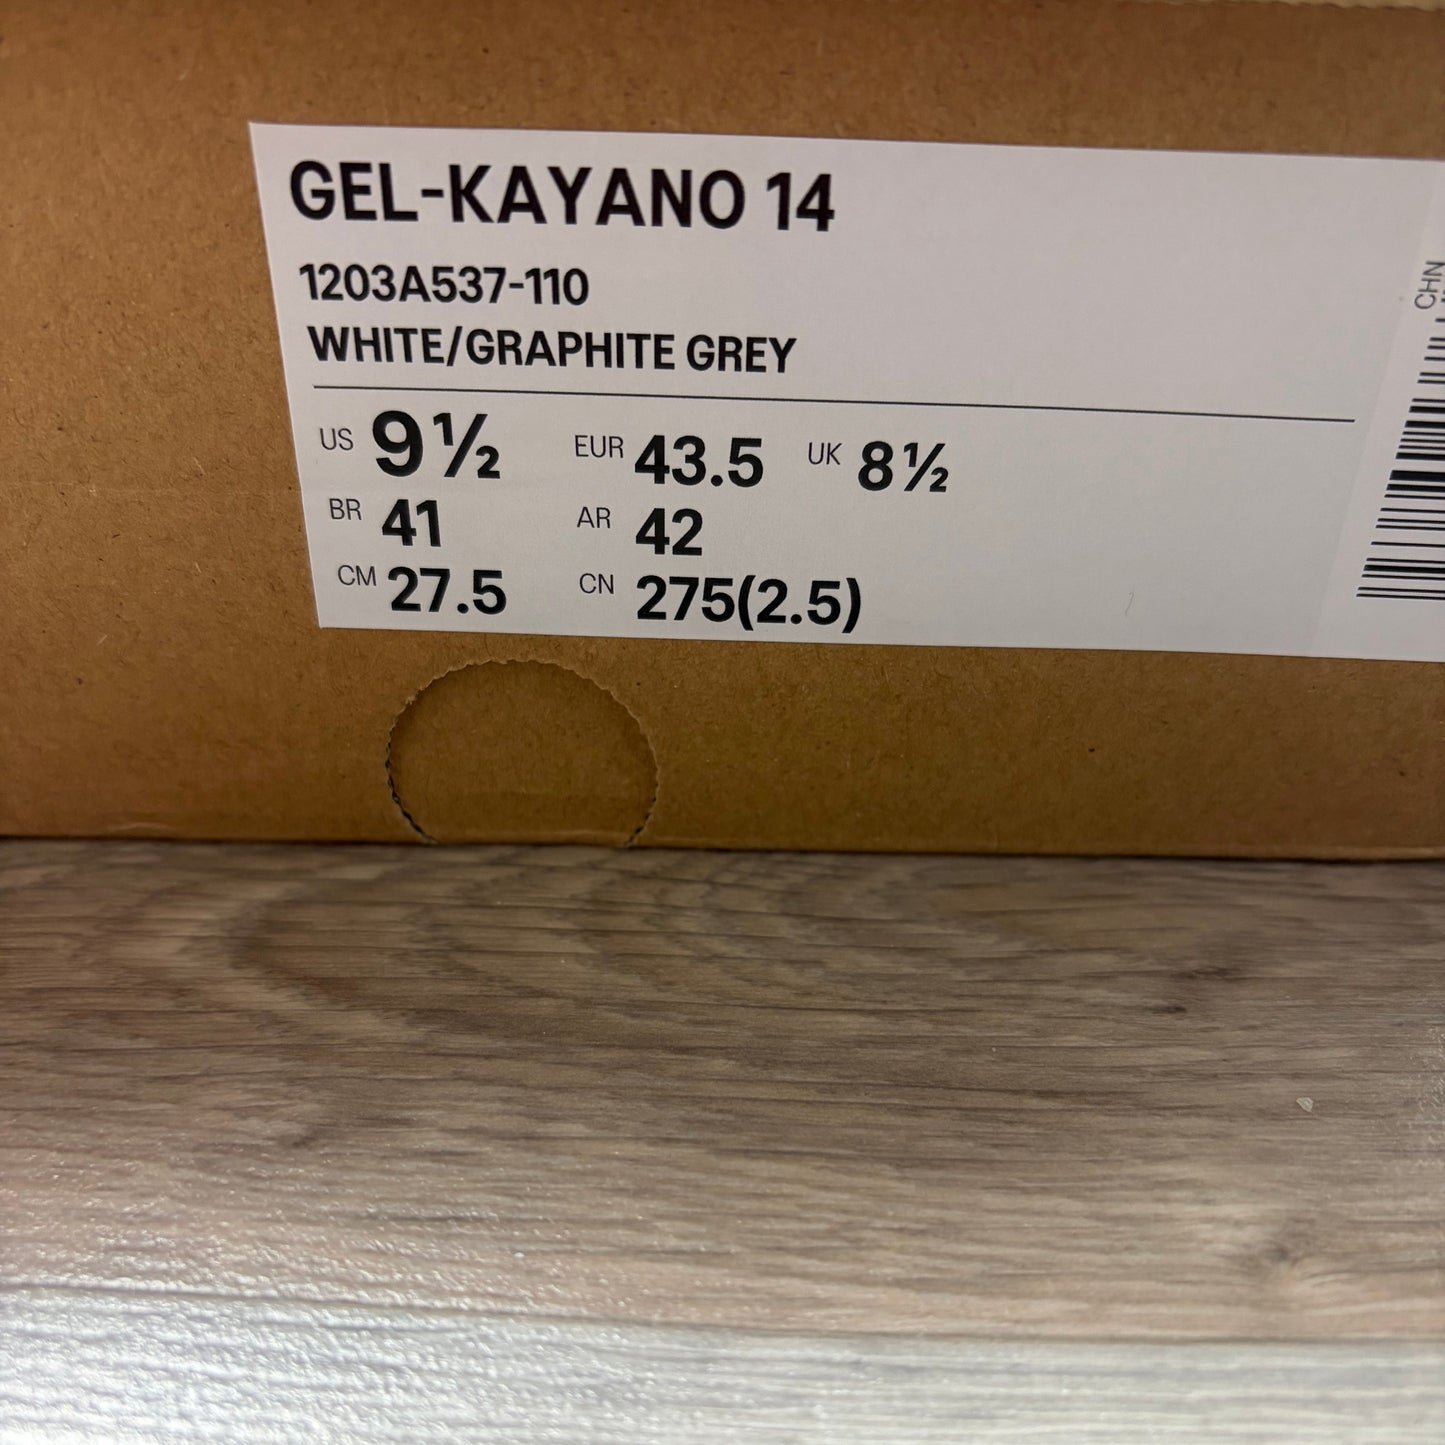 GEL-KAYANO 14
1203A537-110
WHITE/GRAPHITE GREY
US 9½ EUR 43.5 UK 8½
BR 41 AR 42
CM 27.5 CN 275(2.5)
CHN